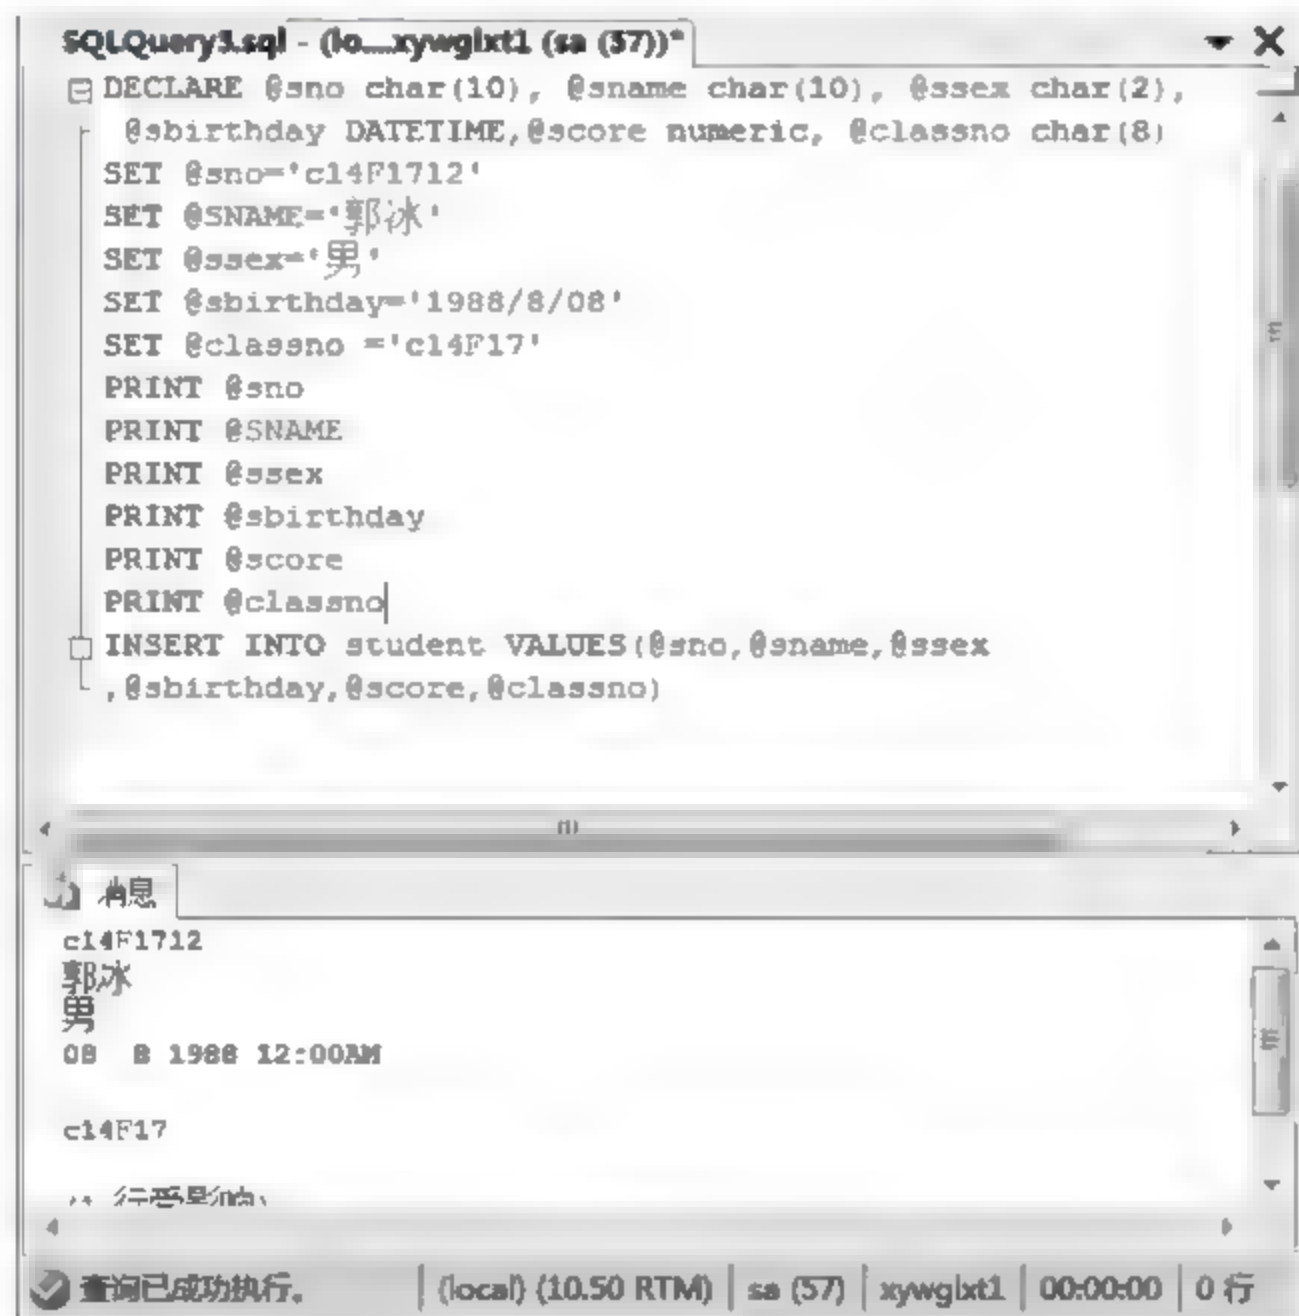 SQLQuery3.sql - (lo...xywglxt1 (sa (57))*
DECLARE @sno char(10), @sname char(10), @ssex char(2),
@sbirthday DATETIME,@score numeric, @classno char(8)
SET @sno='c14F1712'
SET @SNAME='郭冰'
SET @ssex='男'
SET @sbirthday='1988/8/08'
SET @classno ='c14F17'
PRINT @sno
PRINT @SNAME
PRINT @ssex
PRINT @sbirthday
PRINT @score
PRINT @classno
INSERT INTO student VALUES(@sno,@sname,@ssex
,@sbirthday,@score,@classno)
消息
c14F1712
郭冰
男
08 8 1988 12:00AM
c14F17
行受影响)
查询已成功执行。 (local) (10.50 RTM) sa (57) xywglxt1 00:00:00 0 行